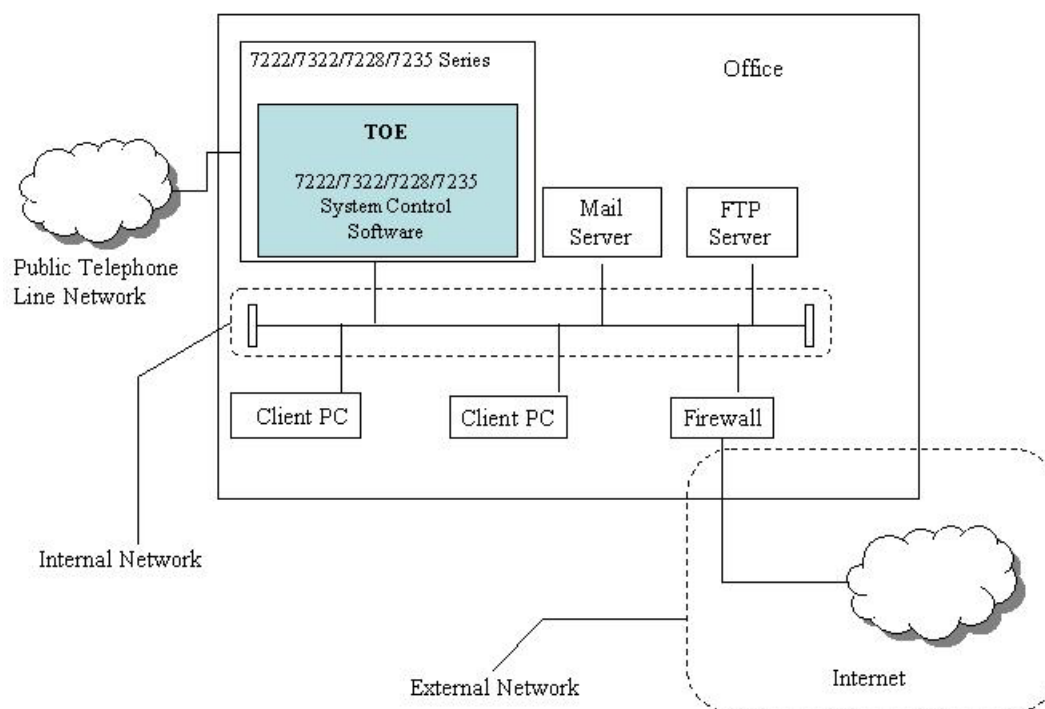 7222/7322/7228/7235 Series
Office
TOE
7222/7322/7228/7235
System Control
Software
Mail
Server
FTP
Server
Public Telephone
Line Network
Client PC
Client PC
Firewall
Internal Network
External Network
Internet